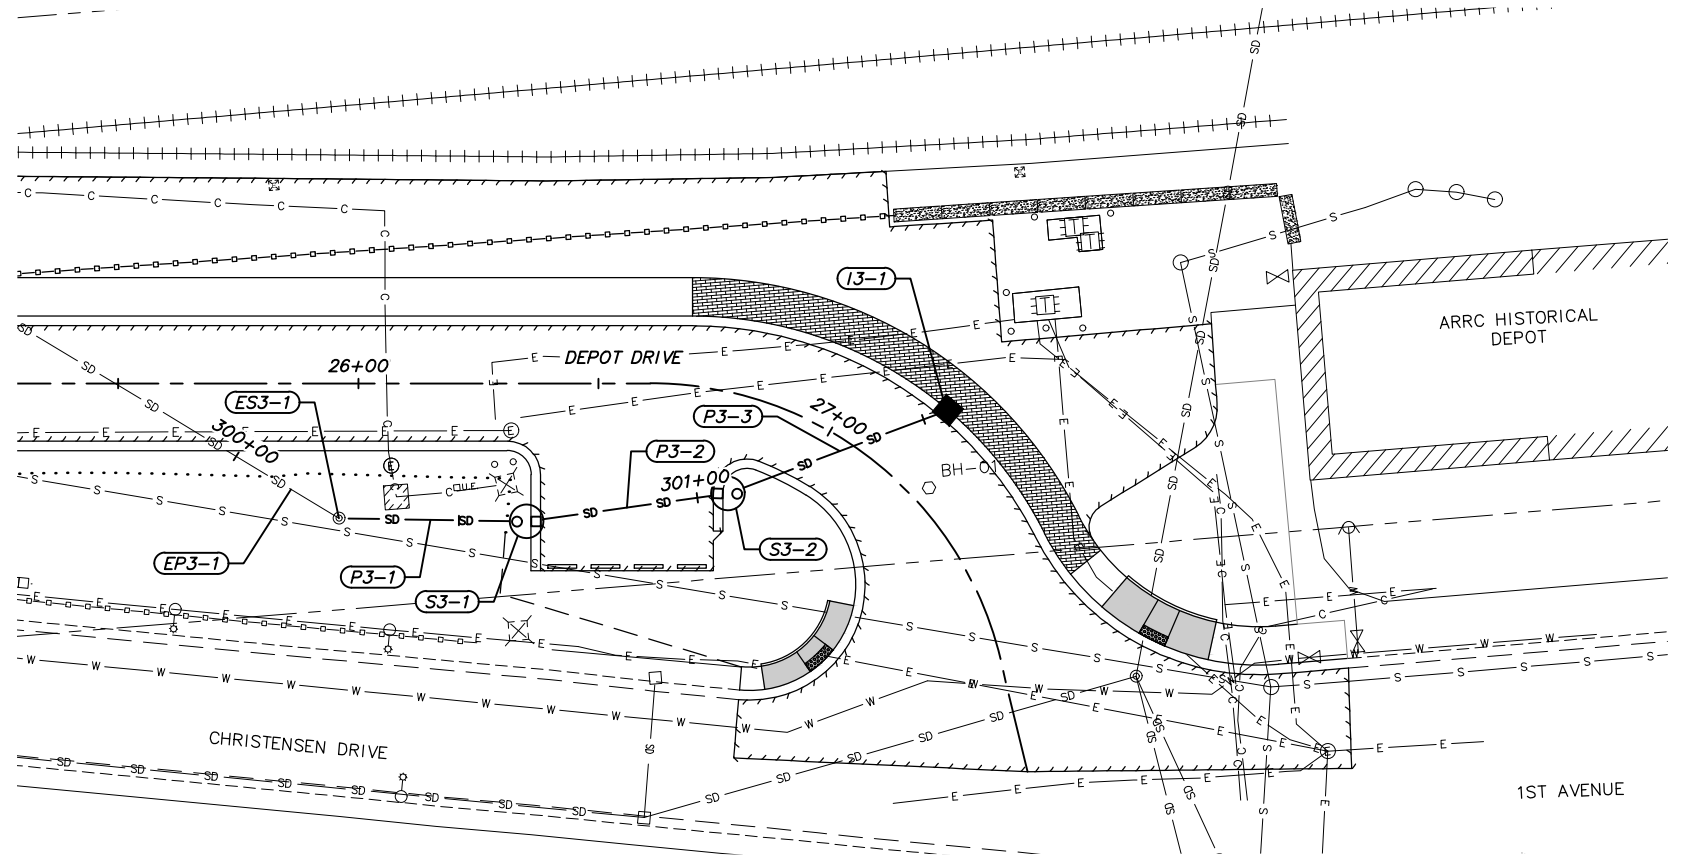 I3-1
ARRC HISTORICAL
DEPOT
DEPOT DRIVE
26+00
ES3-1
P3-3
27+00
300+00
P3-2
BH-01
301+00
S3-2
EP3-1
P3-1
S3-1
CHRISTENSEN DRIVE
1ST AVENUE